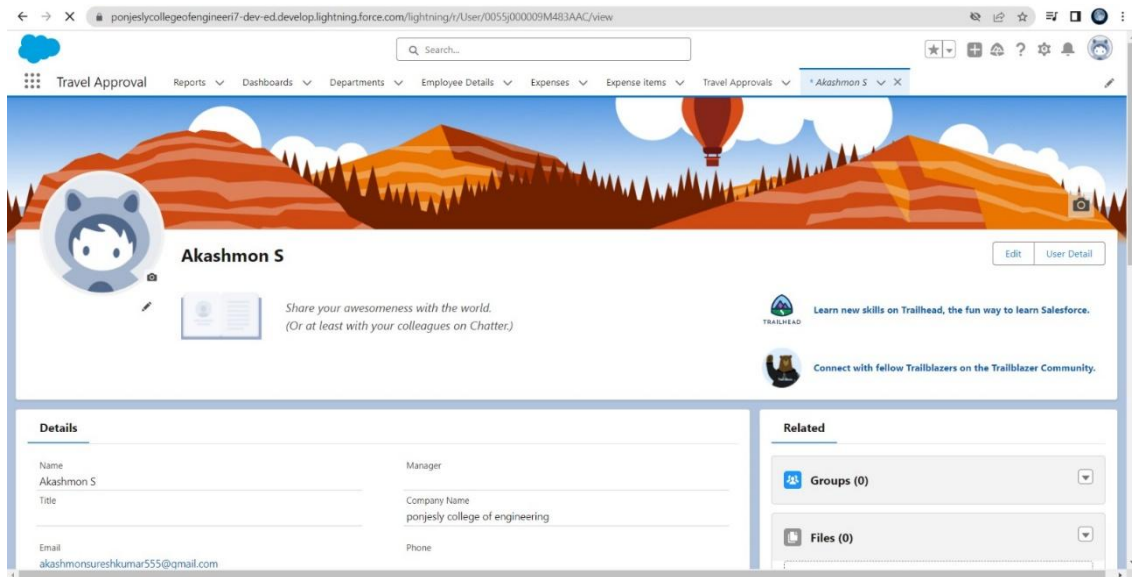 ponjeslycollegeofengineeri7-dev-ed.develop.lightning.force.com/lightning/r/User/0055j000009M483AAC/view
Search...
Travel Approval Reports Dashboards Departments Employee Details Expenses Expense items Travel Approvals * Akashmon S
Akashmon S
Edit User Detail
Share your awesomeness with the world.
(Or at least with your colleagues on Chatter.)
TRAILHEAD
Learn new skills on Trailhead, the fun way to learn Salesforce.
Connect with fellow Trailblazers on the Trailblazer Community.
Details
Name
Akashmon S
Manager
Title
Company Name
ponjesly college of engineering
Email
akashmonsureshkumar555@gmail.com
Phone
Related
Groups (0)
Files (0)